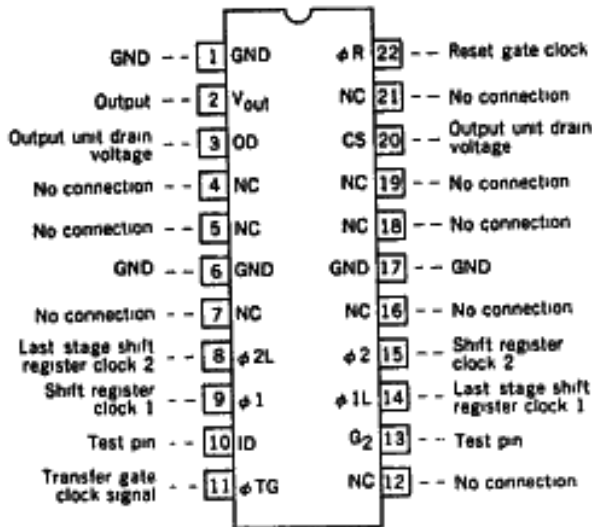 GND -- 1 GND φR 22 -- Reset gate clock
Output -- 2 Vout NC 21 -- No connection
Output unit drain voltage -- 3 OD CS 20 -- Output unit drain voltage
No connection -- 4 NC NC 19 -- No connection
No connection -- 5 NC NC 18 -- No connection
GND -- 6 GND GND 17 -- GND
No connection -- 7 NC NC 16 -- No connection
Last stage shift register clock 2 -- 8 φ2L φ2 15 -- Shift register clock 2
Shift register clock 1 -- 9 φ1 φ1L 14 -- Last stage shift register clock 1
Test pin -- 10 ID G2 13 -- Test pin
Transfer gate clock signal -- 11 φTG NC 12 -- No connection